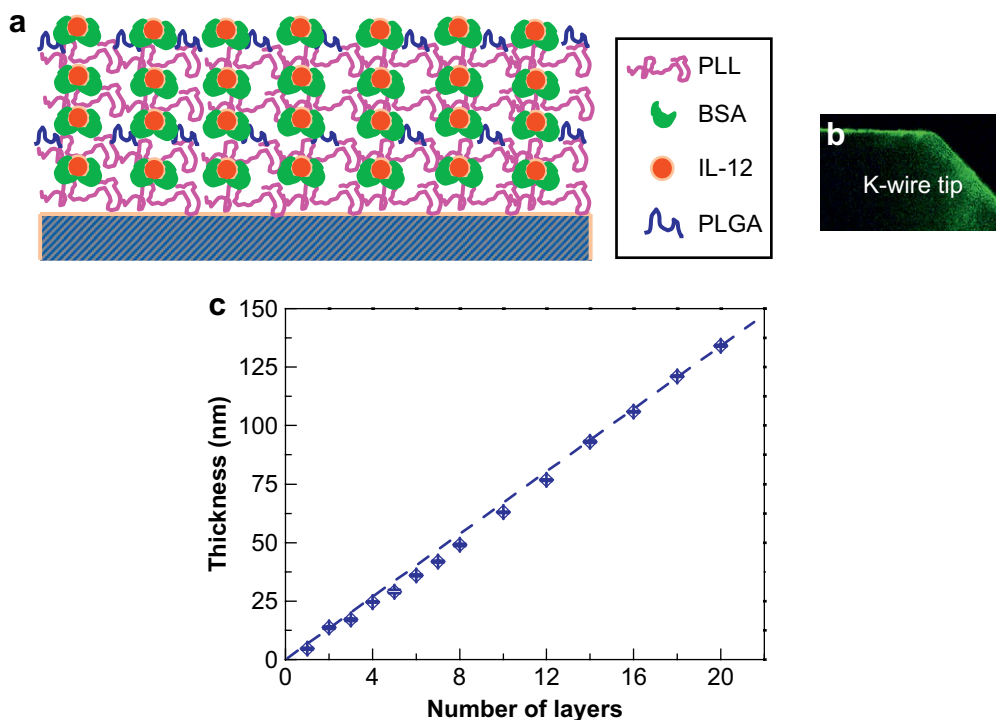 a
PLL
BSA
IL-12
PLGA
b
K-wire tip
c
150
125
100
75
50
25
0
Thickness (nm)
0 4 8 12 16 20
Number of layers